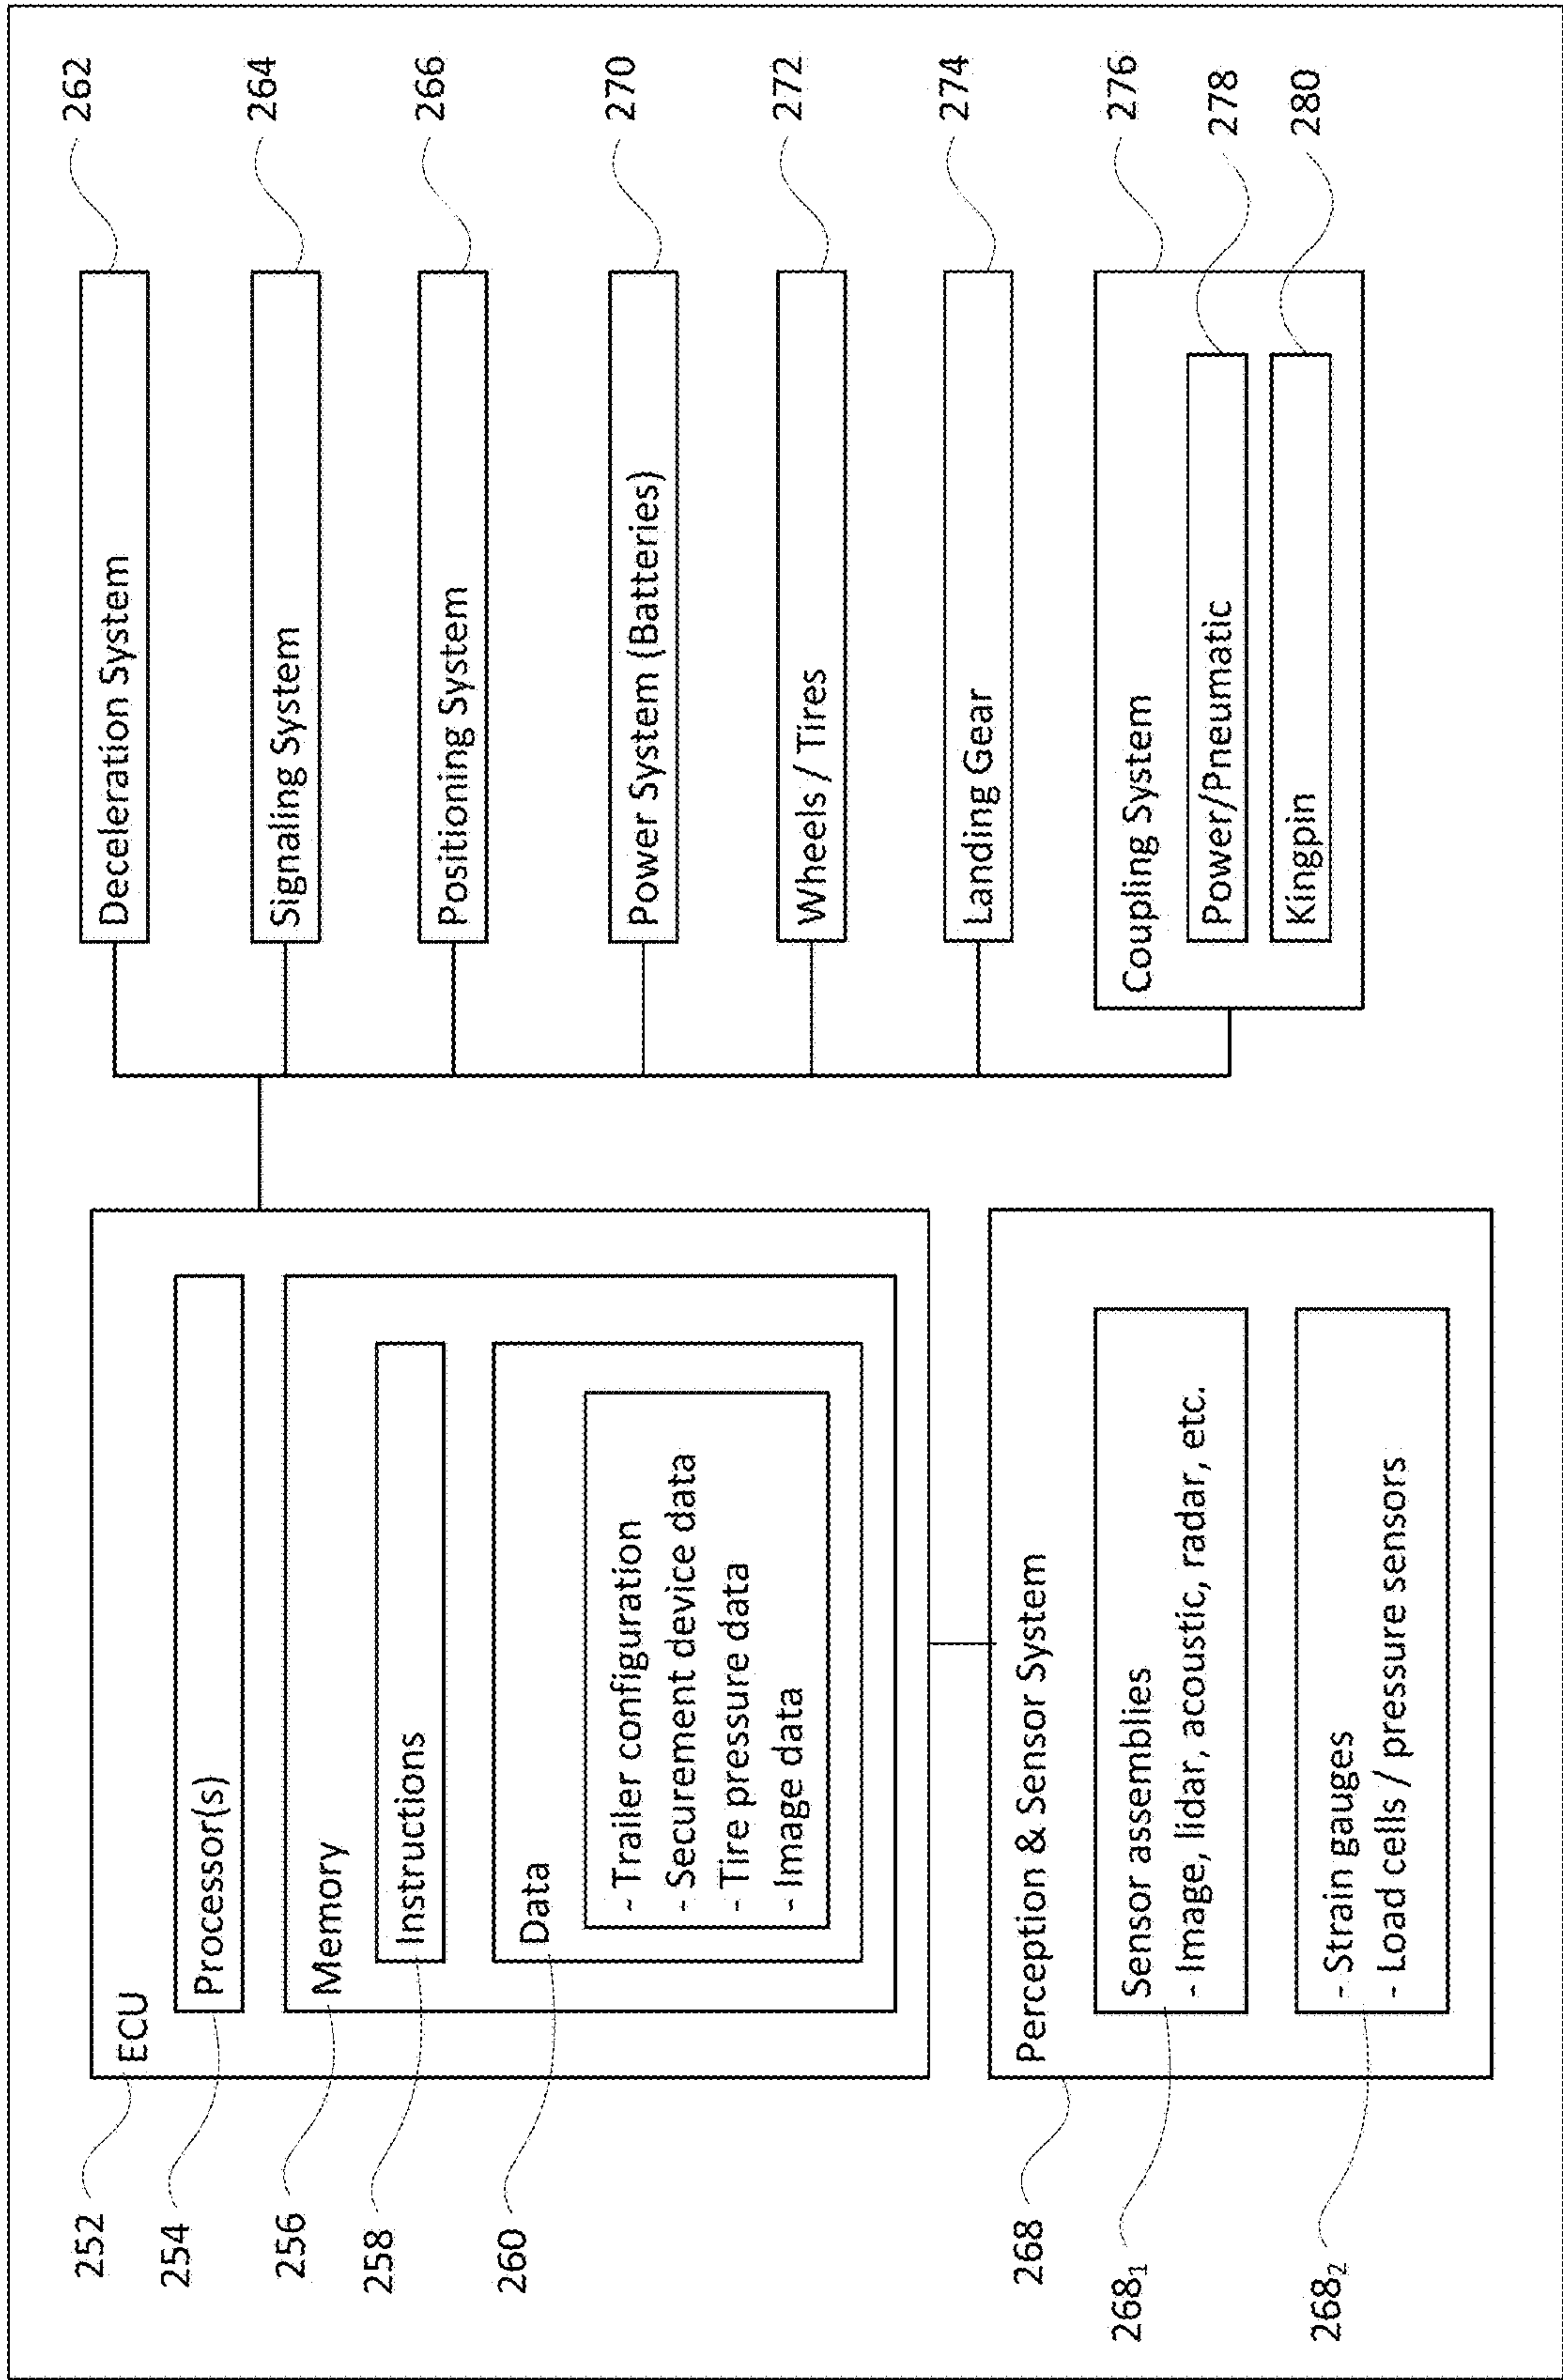 252
ECU
254
Processor(s)
256
Memory
258
Instructions
260
Data
- Trailer configuration
- Securement device data
- Tire pressure data
- Image data
268
Perception & Sensor System
268₁
Sensor assemblies
- Image, lidar, acoustic, radar, etc.
268₂
- Strain gauges
- Load cells / pressure sensors
Deceleration System
262
Signaling System
264
Positioning System
266
Power System (Batteries)
270
Wheels / Tires
272
Landing Gear
274
Coupling System
276
Power/Pneumatic
278
Kingpin
280